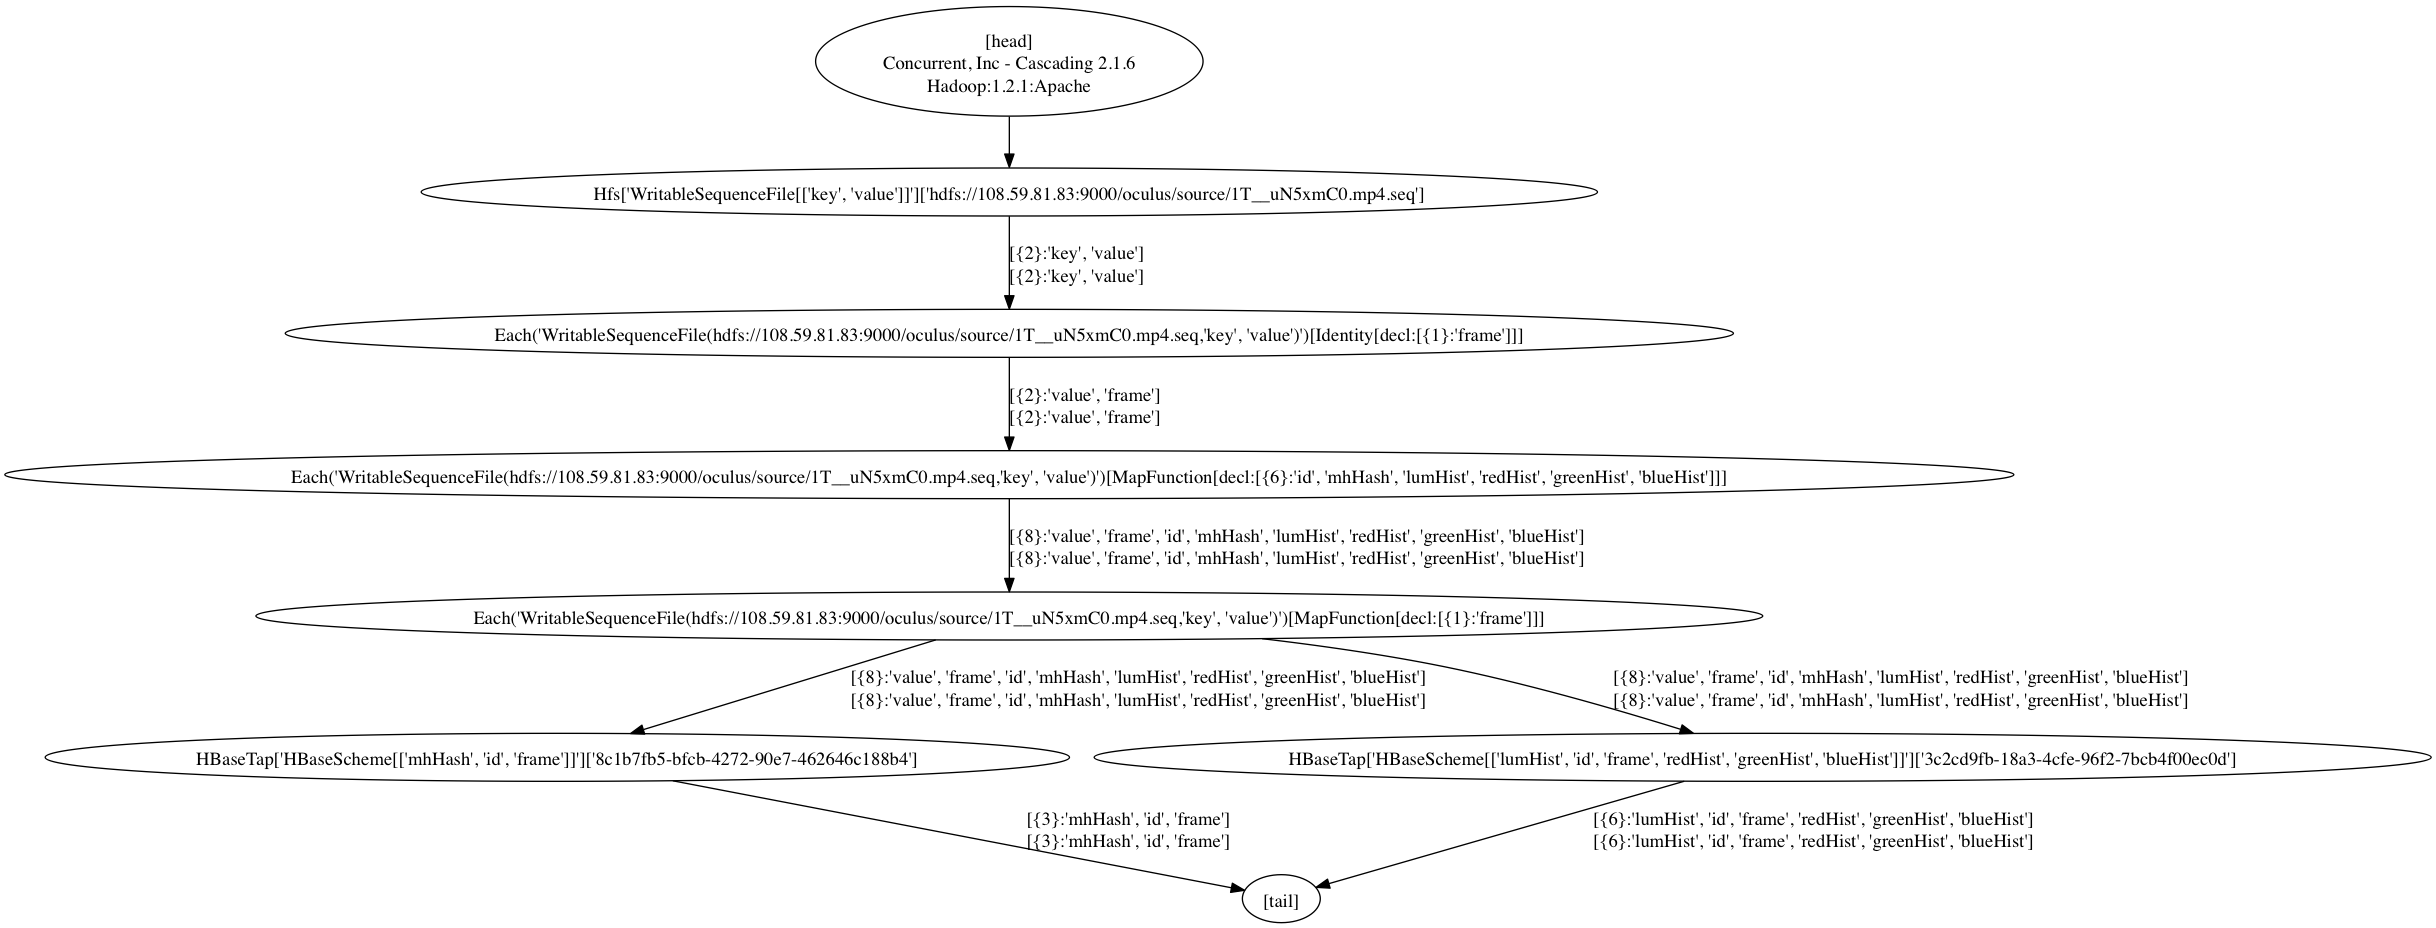 [head]
Concurrent, Inc - Cascading 2.1.6
Hadoop:1.2.1:Apache
Hfs['WritableSequenceFile[['key', 'value']]']['hdfs://108.59.81.83:9000/oculus/source/1T__uN5xmC0.mp4.seq']
[{2}:'key', 'value']
[{2}:'key', 'value']
Each('WritableSequenceFile(hdfs://108.59.81.83:9000/oculus/source/1T__uN5xmC0.mp4.seq,'key', 'value')')[Identity[decl:[{1}:'frame']]]
[{2}:'value', 'frame']
[{2}:'value', 'frame']
Each('WritableSequenceFile(hdfs://108.59.81.83:9000/oculus/source/1T__uN5xmC0.mp4.seq,'key', 'value')')[MapFunction[decl:[{6}:'id', 'mhHash', 'lumHist', 'redHist', 'greenHist', 'blueHist']]]
[{8}:'value', 'frame', 'id', 'mhHash', 'lumHist', 'redHist', 'greenHist', 'blueHist']
[{8}:'value', 'frame', 'id', 'mhHash', 'lumHist', 'redHist', 'greenHist', 'blueHist']
Each('WritableSequenceFile(hdfs://108.59.81.83:9000/oculus/source/1T__uN5xmC0.mp4.seq,'key', 'value')')[MapFunction[decl:[{1}:'frame']]]
[{8}:'value', 'frame', 'id', 'mhHash', 'lumHist', 'redHist', 'greenHist', 'blueHist']
[{8}:'value', 'frame', 'id', 'mhHash', 'lumHist', 'redHist', 'greenHist', 'blueHist']
[{8}:'value', 'frame', 'id', 'mhHash', 'lumHist', 'redHist', 'greenHist', 'blueHist']
[{8}:'value', 'frame', 'id', 'mhHash', 'lumHist', 'redHist', 'greenHist', 'blueHist']
HBaseTap['HBaseScheme[['mhHash', 'id', 'frame']]']['8c1b7fb5-bfcb-4272-90e7-462646c188b4']
HBaseTap['HBaseScheme[['lumHist', 'id', 'frame', 'redHist', 'greenHist', 'blueHist']]']['3c2cd9fb-18a3-4cfe-96f2-7bcb4f00ec0d']
[{3}:'mhHash', 'id', 'frame']
[{3}:'mhHash', 'id', 'frame']
[{6}:'lumHist', 'id', 'frame', 'redHist', 'greenHist', 'blueHist']
[{6}:'lumHist', 'id', 'frame', 'redHist', 'greenHist', 'blueHist']
[tail]